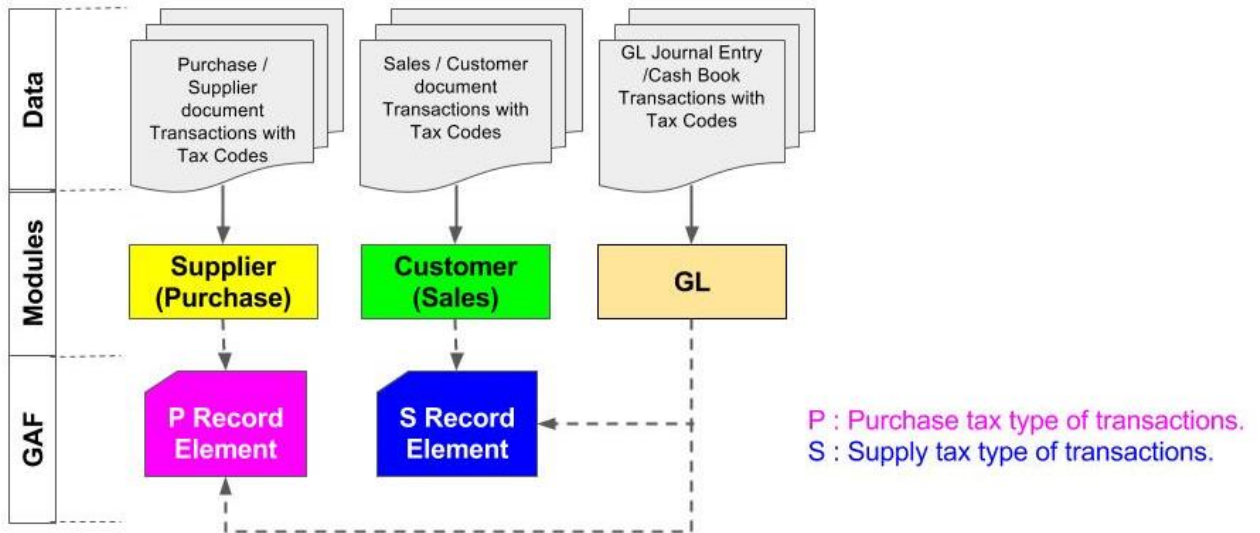 Data
Purchase /
Supplier
document
Transactions with
Tax Codes
Sales / Customer
document
Transactions with
Tax Codes
GL Journal Entry
/Cash Book
Transactions with
Tax Codes
Modules
Supplier
(Purchase)
Customer
(Sales)
GL
GAF
P Record
Element
S Record
Element
P : Purchase tax type of transactions.
S : Supply tax type of transactions.